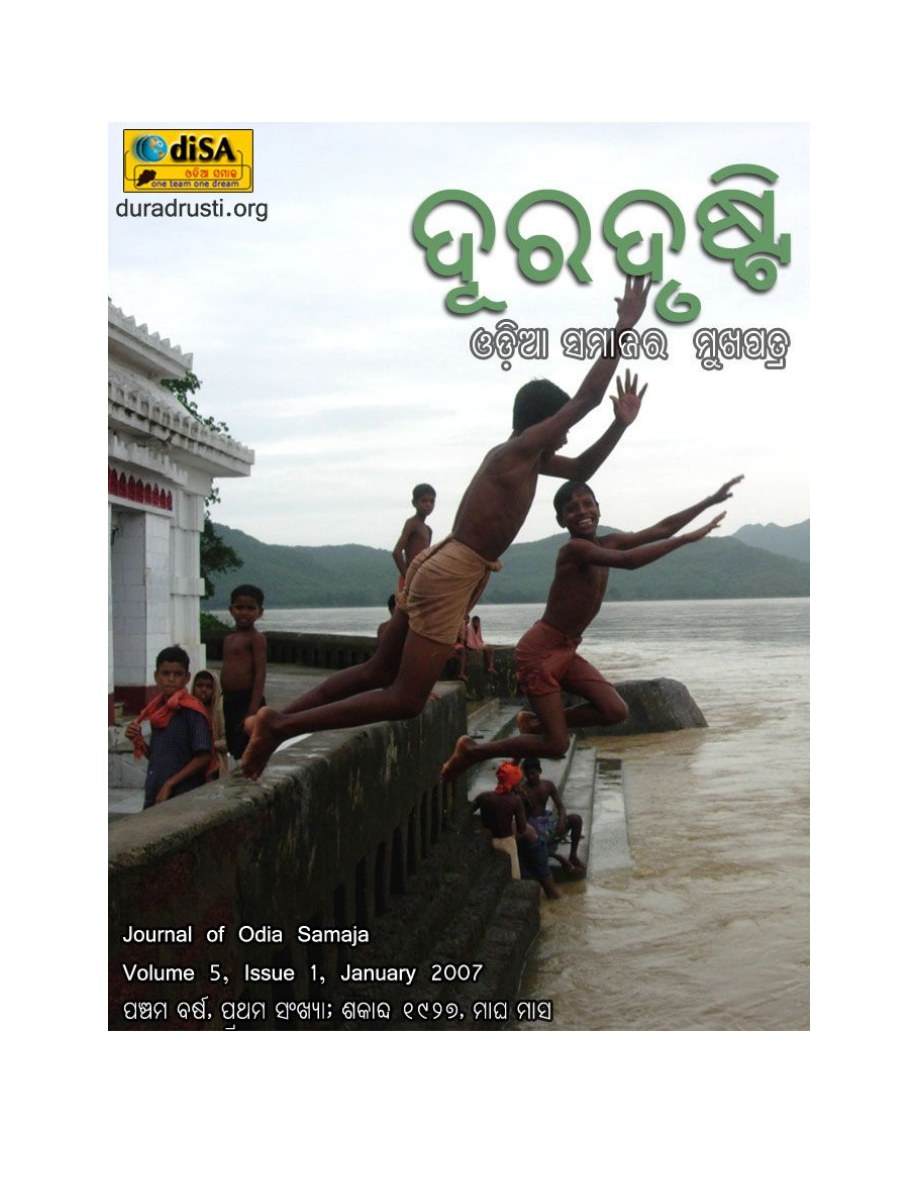 OdiSA
ଓଡ଼ିଆ ସମାଜ
one team one dream
duradrusti.org
ଦୂରଦୃଷ୍ଟି
ଓଡ଼ିଆ ସମାଜର ମୁଖପତ୍ର
Journal of Odia Samaja
Volume 5, Issue 1, January 2007
ପଞ୍ଚମ ବର୍ଷ, ପ୍ରଥମ ସଂଖ୍ୟା; ଶକାବ୍ଦ ୧୯୨୭, ମାଘ ମାସ